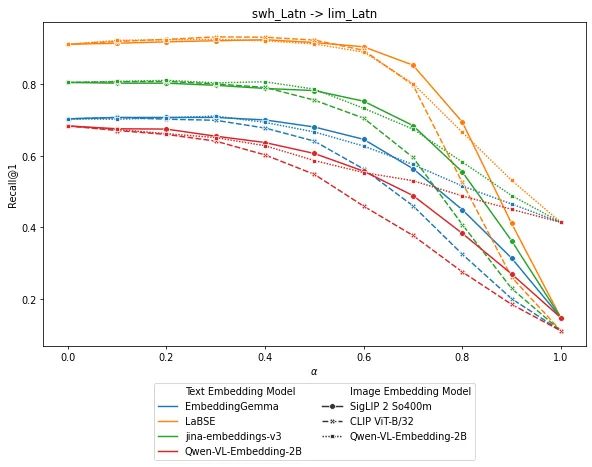 swh_Latn -> lim_Latn
Recall@1
0.8
0.6
0.4
0.2
0.0 0.2 0.4 0.6 0.8 1.0
α
Text Embedding Model Image Embedding Model
EmbeddingGemma SigLIP 2 So400m
LaBSE CLIP ViT-B/32
jina-embeddings-v3 Qwen-VL-Embedding-2B
Qwen-VL-Embedding-2B